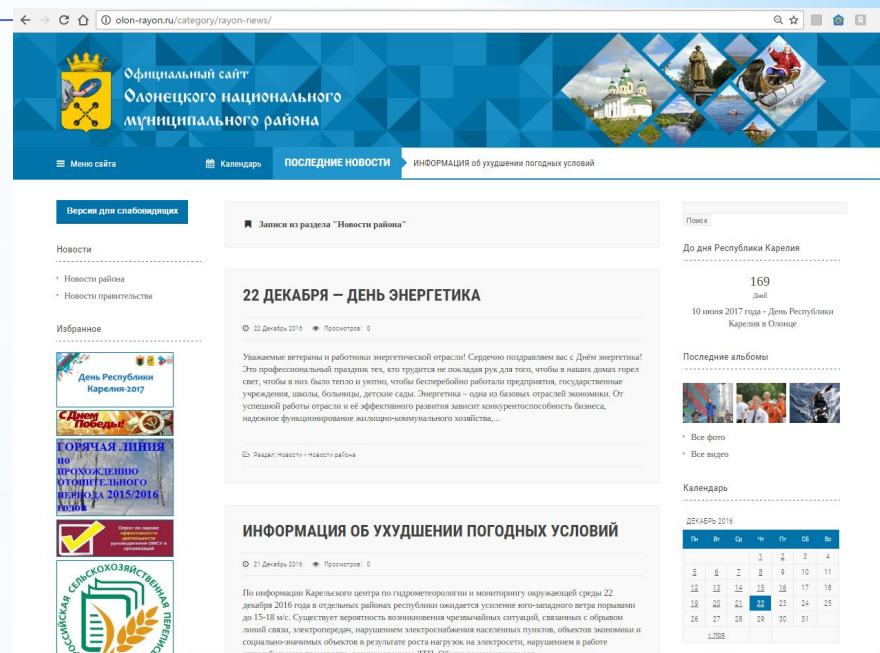 olon-rayon.ru/category/rayon-news/
Официальный сайт
Олонецкого национального
муниципального района
Меню сайта
Календарь
ПОСЛЕДНИЕ НОВОСТИ
ИНФОРМАЦИЯ об ухудшении погодных условий
Версия для слабовидящих
Новости
Новости района
Новости правительства
Избранное
День Республики
Карелия-2017
С Днем
Победы!
ГОРЯЧАЯ ЛИНИЯ
по
ПРОХОЖДЕНИЮ
ОТОПИТЕЛЬНОГО
ПЕРИОДА 2015/2016
годов
Опрос по оценке
эффективности
деятельности
руководителей ОМСУ и
организаций
СЕЛЬСКОХОЗЯЙСТВЕННАЯ
Записи из раздела "Новости района"
22 ДЕКАБРЯ — ДЕНЬ ЭНЕРГЕТИКА
22 Декабрь 2016 Просмотров: 0
Уважаемые ветераны и работники энергетической отрасли! Сердечно поздравляем вас с Днём энергетика!
Это профессиональный праздник тех, кто трудится не покладая рук для того, чтобы в наших домах горел
свет, чтобы в них было тепло и уютно, чтобы бесперебойно работали предприятия, государственные
учреждения, школы, больницы, детские сады. Энергетика – одна из базовых отраслей экономики. От
успешной работы отрасли и её эффективного развития зависит конкурентоспособность бизнеса,
надежное функционирование жилищно-коммунального хозяйства,...
Раздел: Новости » Новости района
ИНФОРМАЦИЯ ОБ УХУДШЕНИИ ПОГОДНЫХ УСЛОВИЙ
21 Декабрь 2016 Просмотров: 0
По информации Карельского центра по гидрометеорологии и мониторингу окружающей среды 22
декабря 2016 года в отдельных районах республики ожидается усиление юго-западного ветра порывами
до 15-18 м/с. Существует вероятность возникновения чрезвычайных ситуаций, связанных с обрывом
линий связи, электропередач, нарушением электроснабжения населенных пунктов, объектов экономики и
социально-значимых объектов в результате роста нагрузок на электросети, нарушением в работе
Поиск
До дня Республики Карелия
169
Дней
10 июня 2017 года - День Республики
Карелия в Олонце
Последние альбомы
Все фото
Все видео
Календарь
ДЕКАБРЬ 2016
Пн Вт Ср Чт Пт Сб Вс
1 2 3 4
5 6 7 8 9 10 11
12 13 14 15 16 17 18
19 20 21 22 23 24 25
26 27 28 29 30 31
« Ноя